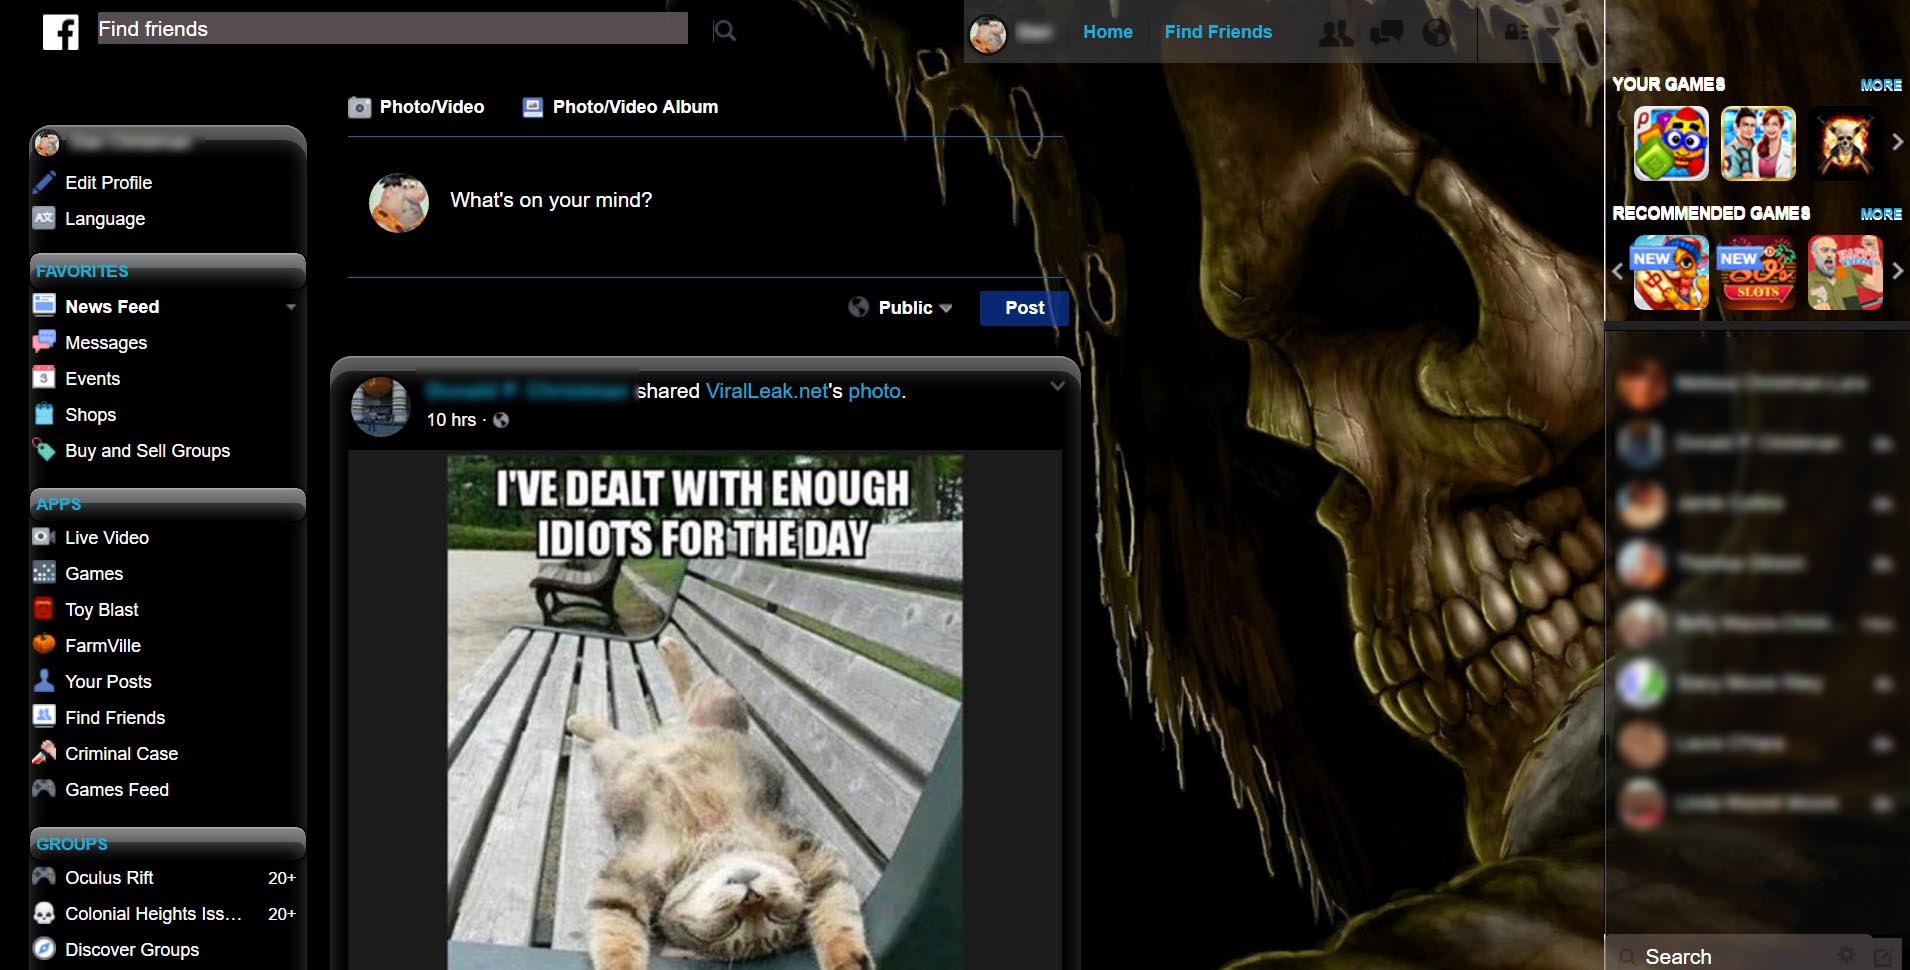 Find friends
Home
Find Friends
Photo/Video
Photo/Video Album
Edit Profile
Language
What's on your mind?
FAVORITES
News Feed
Messages
Events
Shops
Buy and Sell Groups
Public
Post
shared ViralLeak.net's photo.
10 hrs ·
I'VE DEALT WITH ENOUGH
IDIOTS FOR THE DAY
APPS
Live Video
Games
Toy Blast
FarmVille
Your Posts
Find Friends
Criminal Case
Games Feed
GROUPS
Oculus Rift 20+
Colonial Heights Iss... 20+
Discover Groups
YOUR GAMES MORE
RECOMMENDED GAMES MORE
NEW
NEW
SLOTS
Search